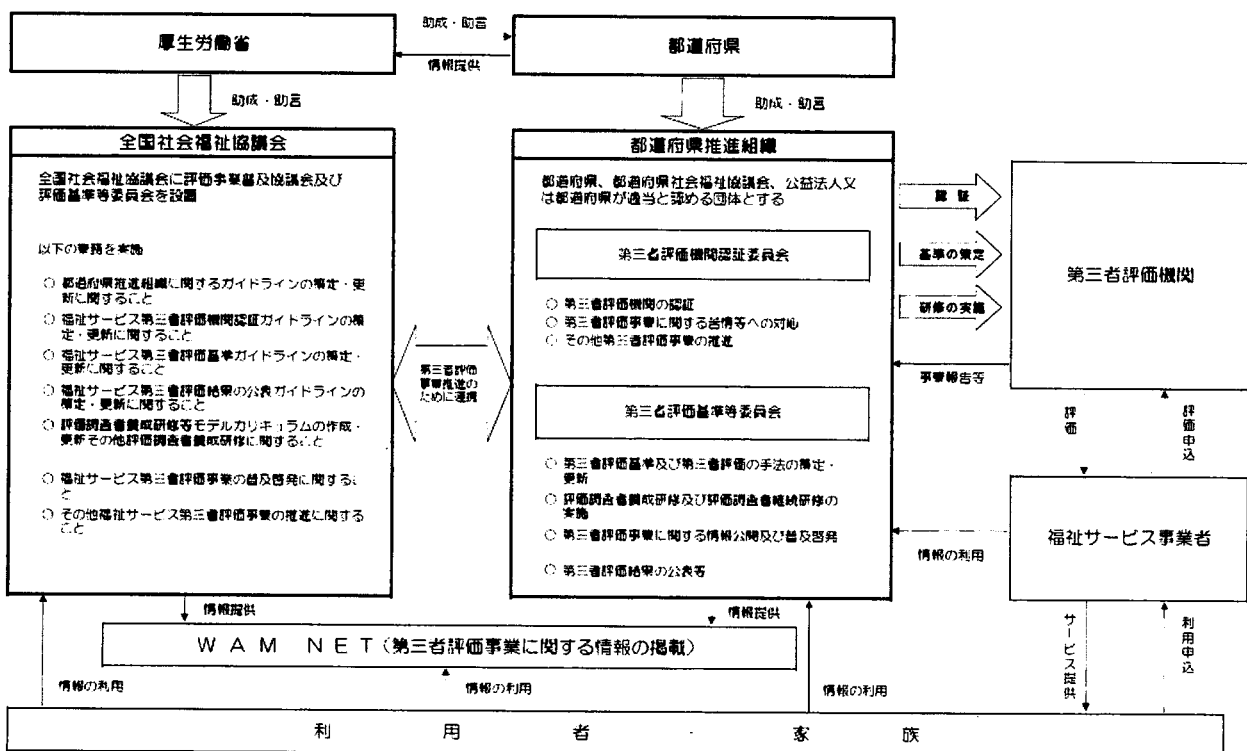 厚生労働省
助成・助言
情報提供
都道府県
助成・助言
助成・助言
全国社会福祉協議会
全国社会福祉協議会に評価事業普及協議会及び
評価基準等委員会を設置
以下の業務を実施
○ 都道府県推進組織に関するガイドラインの策定・更
新に関すること
○ 福祉サービス第三者評価機関認証ガイドラインの策
定・更新に関すること
○ 福祉サービス第三者評価基準ガイドラインの策定・
更新に関すること
○ 福祉サービス第三者評価結果の公表ガイドラインの
策定・更新に関すること
○ 評価調査者養成研修等モデルカリキュラムの作成・
更新その他評価調査者養成研修に関すること
○ 福祉サービス第三者評価事業の普及啓発に関するこ
と
○ その他福祉サービス第三者評価事業の推進に関する
こと
第三者評価
事業推進の
ために連携
都道府県推進組織
都道府県、都道府県社会福祉協議会、公益法人又
は都道府県が適当と認める団体とする
第三者評価機関認証委員会
○ 第三者評価機関の認証
○ 第三者評価事業に関する苦情等への対応
○ その他第三者評価事業の推進
第三者評価基準等委員会
○ 第三者評価基準及び第三者評価の手法の策定・
更新
○ 評価調査者養成研修及び評価調査者継続研修の
実施
○ 第三者評価事業に関する情報公開及び普及啓発
○ 第三者評価結果の公表等
認 証
基準の策定
研修の実施
事業報告等
第三者評価機関
評価
評価申込
情報の利用
福祉サービス事業者
サービス提供
利用申込
情報提供
情報提供
WAM NET(第三者評価事業に関する情報の掲載)
情報の利用
情報の利用
情報の利用
利 用 者 ・ 家 族